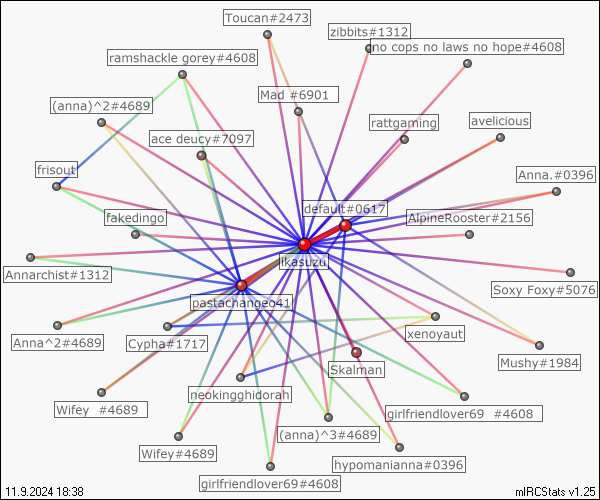 Toucan#2473
zibbits#1312
no cops no laws no hope#4608
ramshackle gorey#4608
Mad #6901
(anna)^2#4689
rattgaming
avelicious
ace deucy#7097
frisout
Anna.#0396
default#0617
fakedingo
AlpineRooster#2156
ikasuzu
Annarchist#1312
Soxy Foxy#5076
pastachange041
Anna^2#4689
Cypha#1717
xenoyaut
Mushy#1984
Skalman
neokingghidorah
Wifey #4689
girlfriendlover69 #4608
(anna)^3#4689
Wifey#4689
hypomanianna#0396
girlfriendlover69#4608
11.9.2024 18:38
mIRCStats v1.25